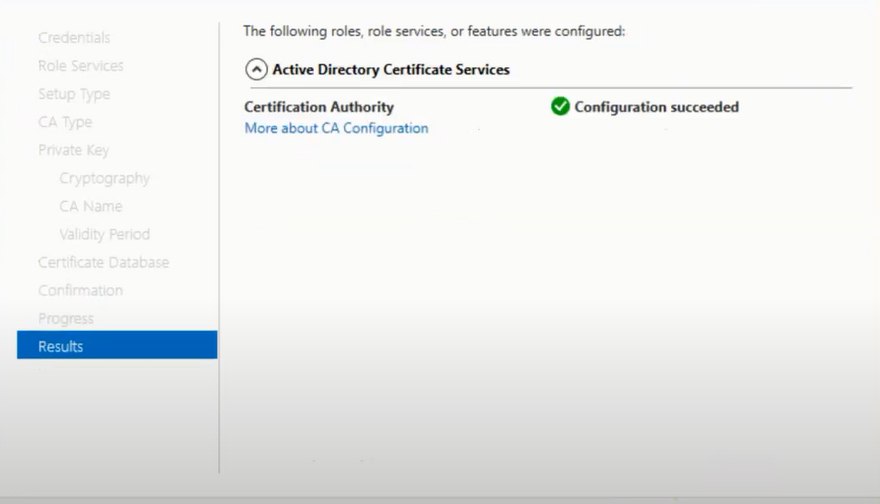 Credentials
Role Services
Setup Type
CA Type
Private Key
Cryptography
CA Name
Validity Period
Certificate Database
Confirmation
Progress
Results
The following roles, role services, or features were configured:
Active Directory Certificate Services
Certification Authority
Configuration succeeded
More about CA Configuration